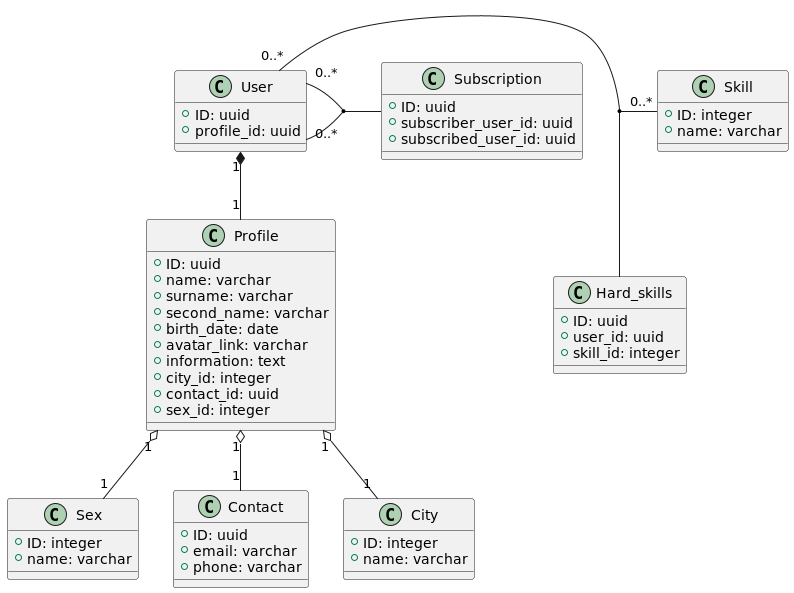 0..*
C User
ID: uuid
profile_id: uuid
0..*
0..*
C Subscription
ID: uuid
subscriber_user_id: uuid
subscribed_user_id: uuid
0..*
C Skill
ID: integer
name: varchar
1
1
C Profile
ID: uuid
name: varchar
surname: varchar
second_name: varchar
birth_date: date
avatar_link: varchar
information: text
city_id: integer
contact_id: uuid
sex_id: integer
C Hard_skills
ID: uuid
user_id: uuid
skill_id: integer
1
1
1
1
1
1
C Sex
ID: integer
name: varchar
C Contact
ID: uuid
email: varchar
phone: varchar
C City
ID: integer
name: varchar